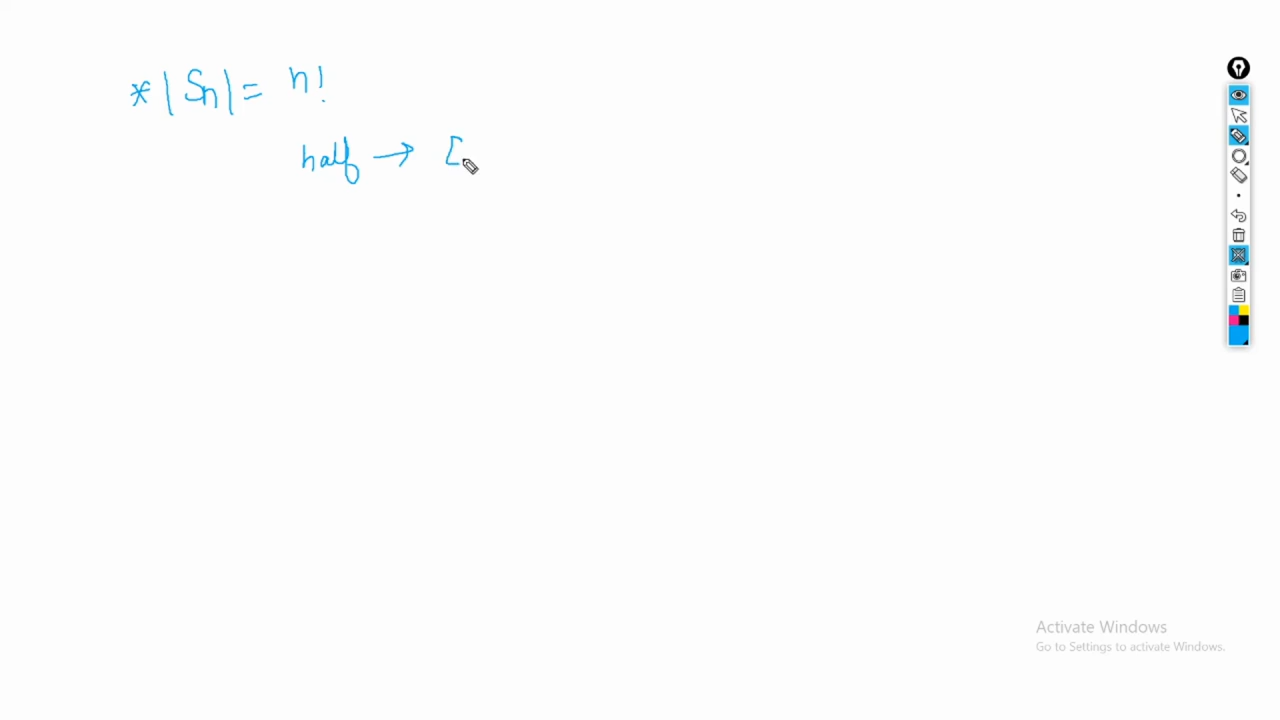 * |Sn| = n!
half →
Activate Windows
Go to Settings to activate Windows.